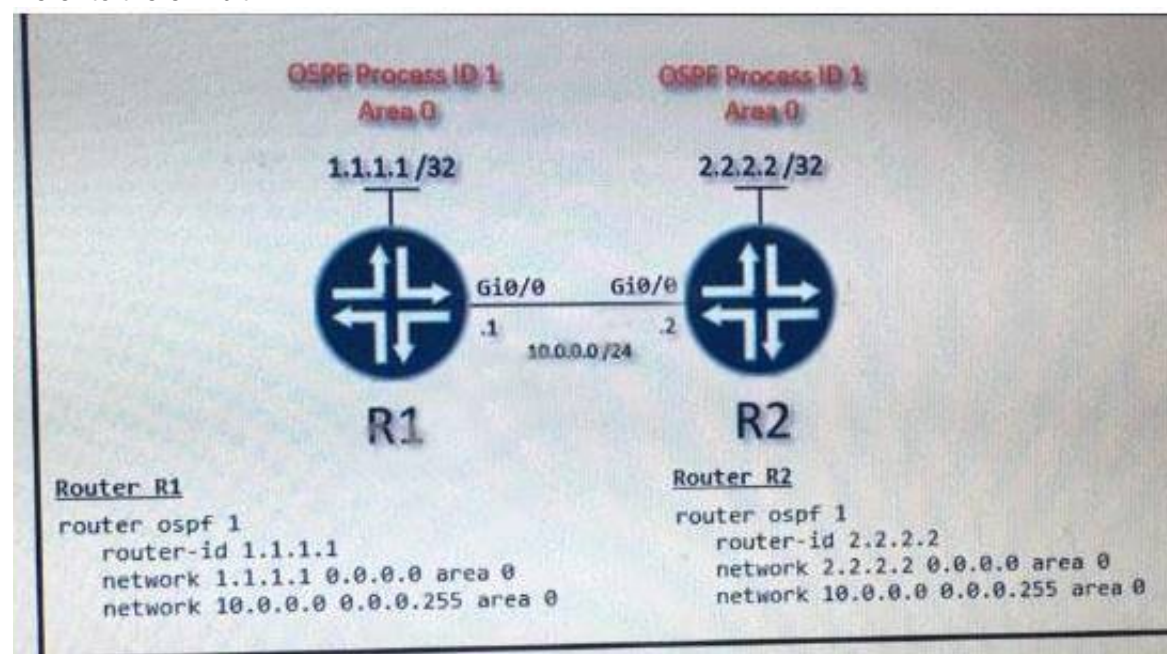 OSPF Process ID 1
Area 0
OSPF Process ID 1
Area 0
1.1.1.1 /32
2.2.2.2 /32
Gi0/0
Gi0/0
.1
.2
10.0.0.0 /24
R1
R2
Router R1
router ospf 1
router-id 1.1.1.1
network 1.1.1.1 0.0.0.0 area 0
network 10.0.0.0 0.0.0.255 area 0
Router R2
router ospf 1
router-id 2.2.2.2
network 2.2.2.2 0.0.0.0 area 0
network 10.0.0.0 0.0.0.255 area 0